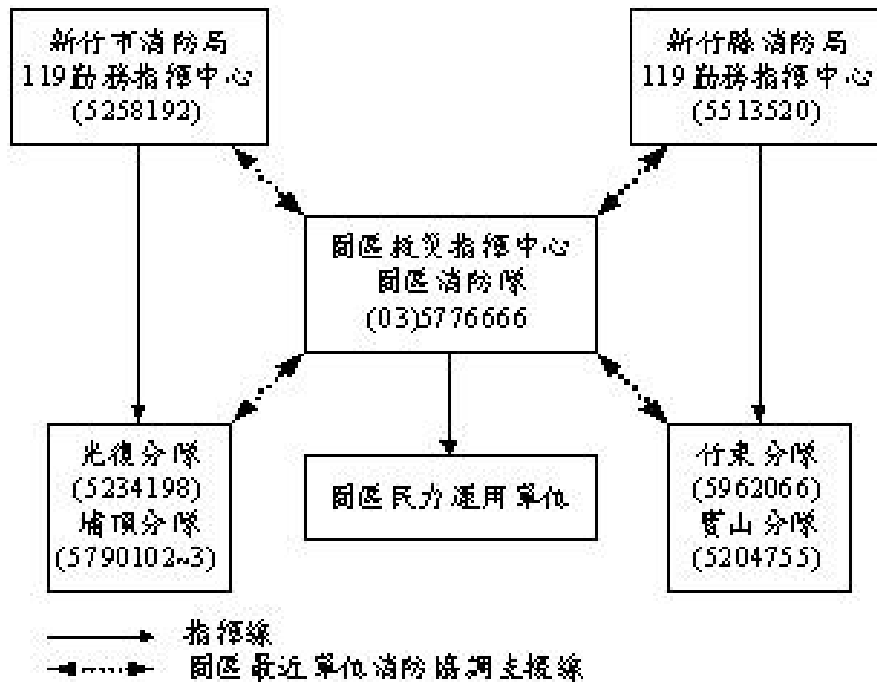 新竹市消防局
119勤務指揮中心
(5258192)
新竹縣消防局
119勤務指揮中心
(5513520)
園區救災指揮中心
園區消防隊
(03)5776666
光復分隊
(5234198)
埔頂分隊
(5790102~3)
園區民力運用單位
竹東分隊
(5962066)
寶山分隊
(5204755)
指揮線
園區最近單位消防協調支援線